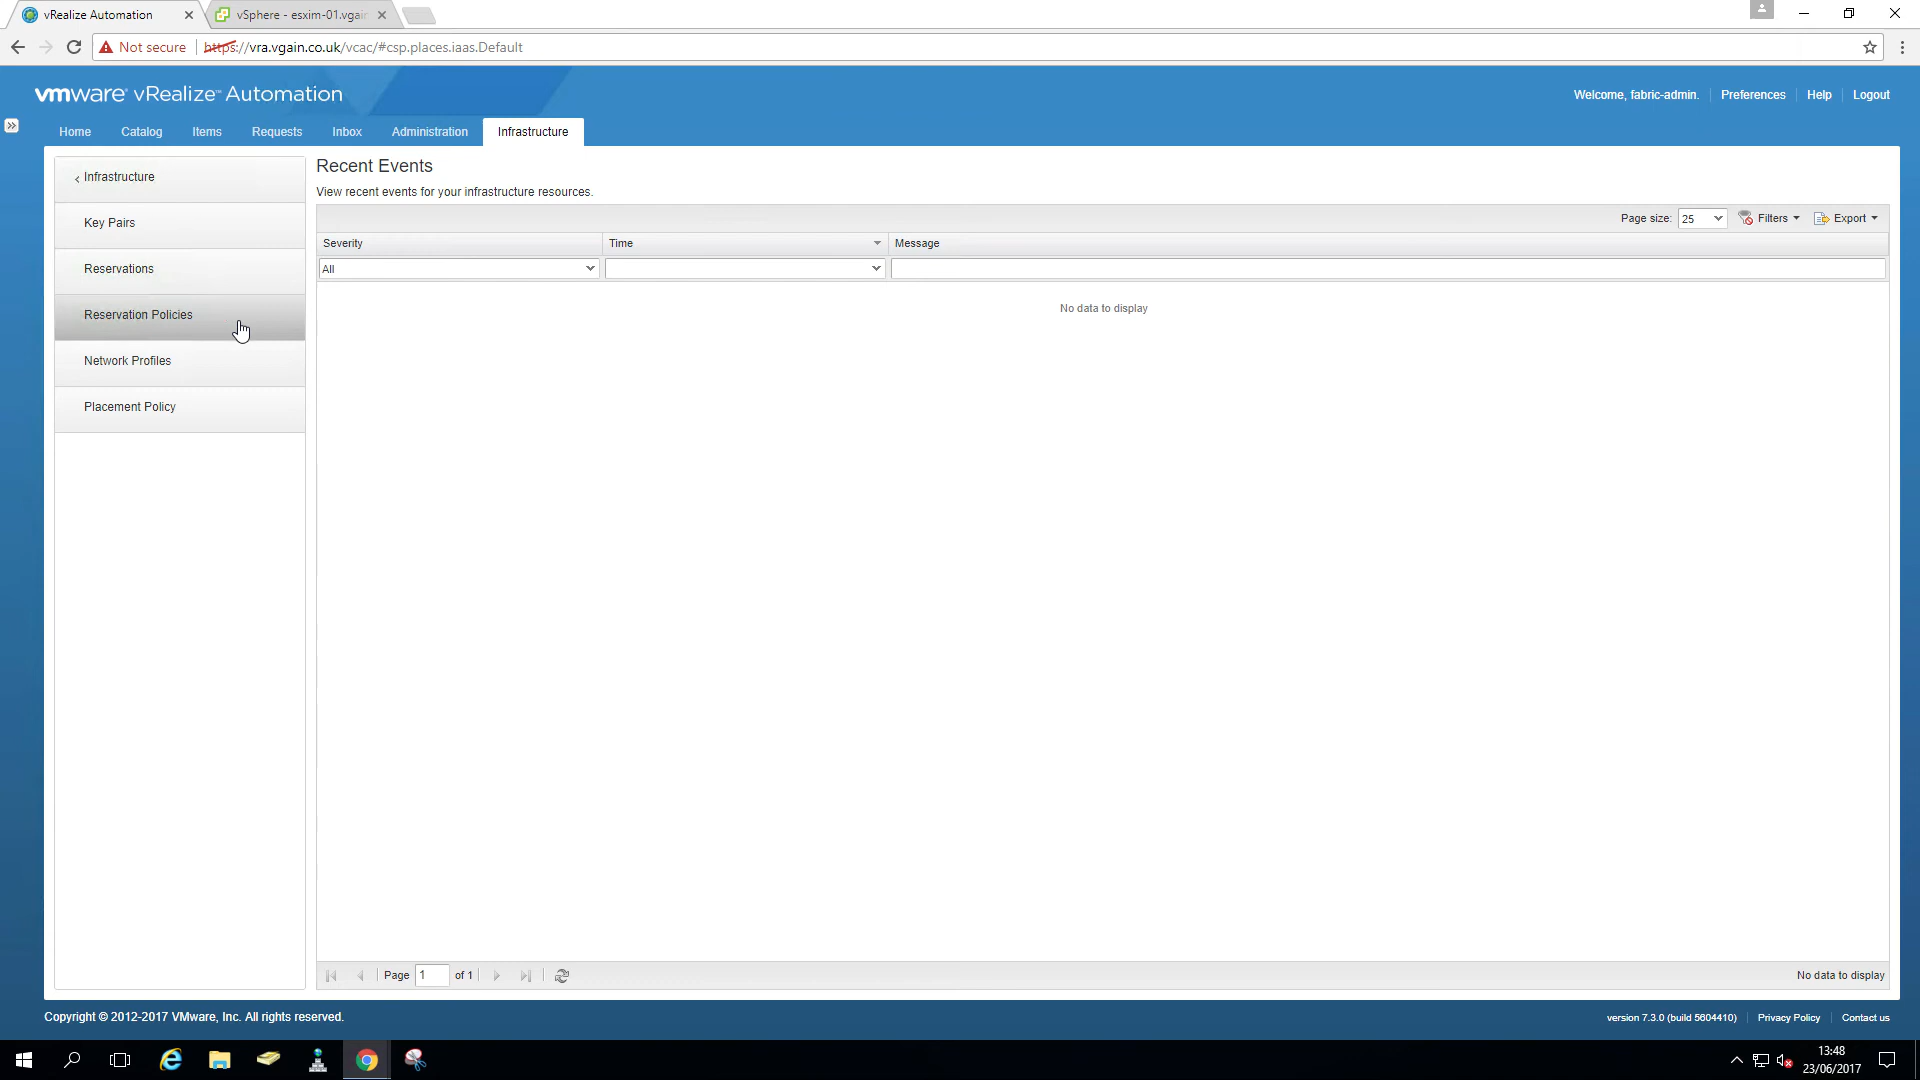 vRealize Automation
vSphere - esxim-01.vgain
Not secure
https://vra.vgain.co.uk/vcac/#csp.places.iaas.Default
vmware vRealize™ Automation
Welcome, fabric-admin.
Preferences
Help
Logout
Home
Catalog
Items
Requests
Inbox
Administration
Infrastructure
Infrastructure
Key Pairs
Reservations
Reservation Policies
Network Profiles
Placement Policy
Recent Events
View recent events for your infrastructure resources.
Page size: 25
Filters
Export
Severity
Time
Message
All
No data to display
Page 1 of 1
No data to display
Copyright © 2012-2017 VMware, Inc. All rights reserved.
version 7.3.0 (build 5604410)
Privacy Policy
Contact us
13:48
23/06/2017